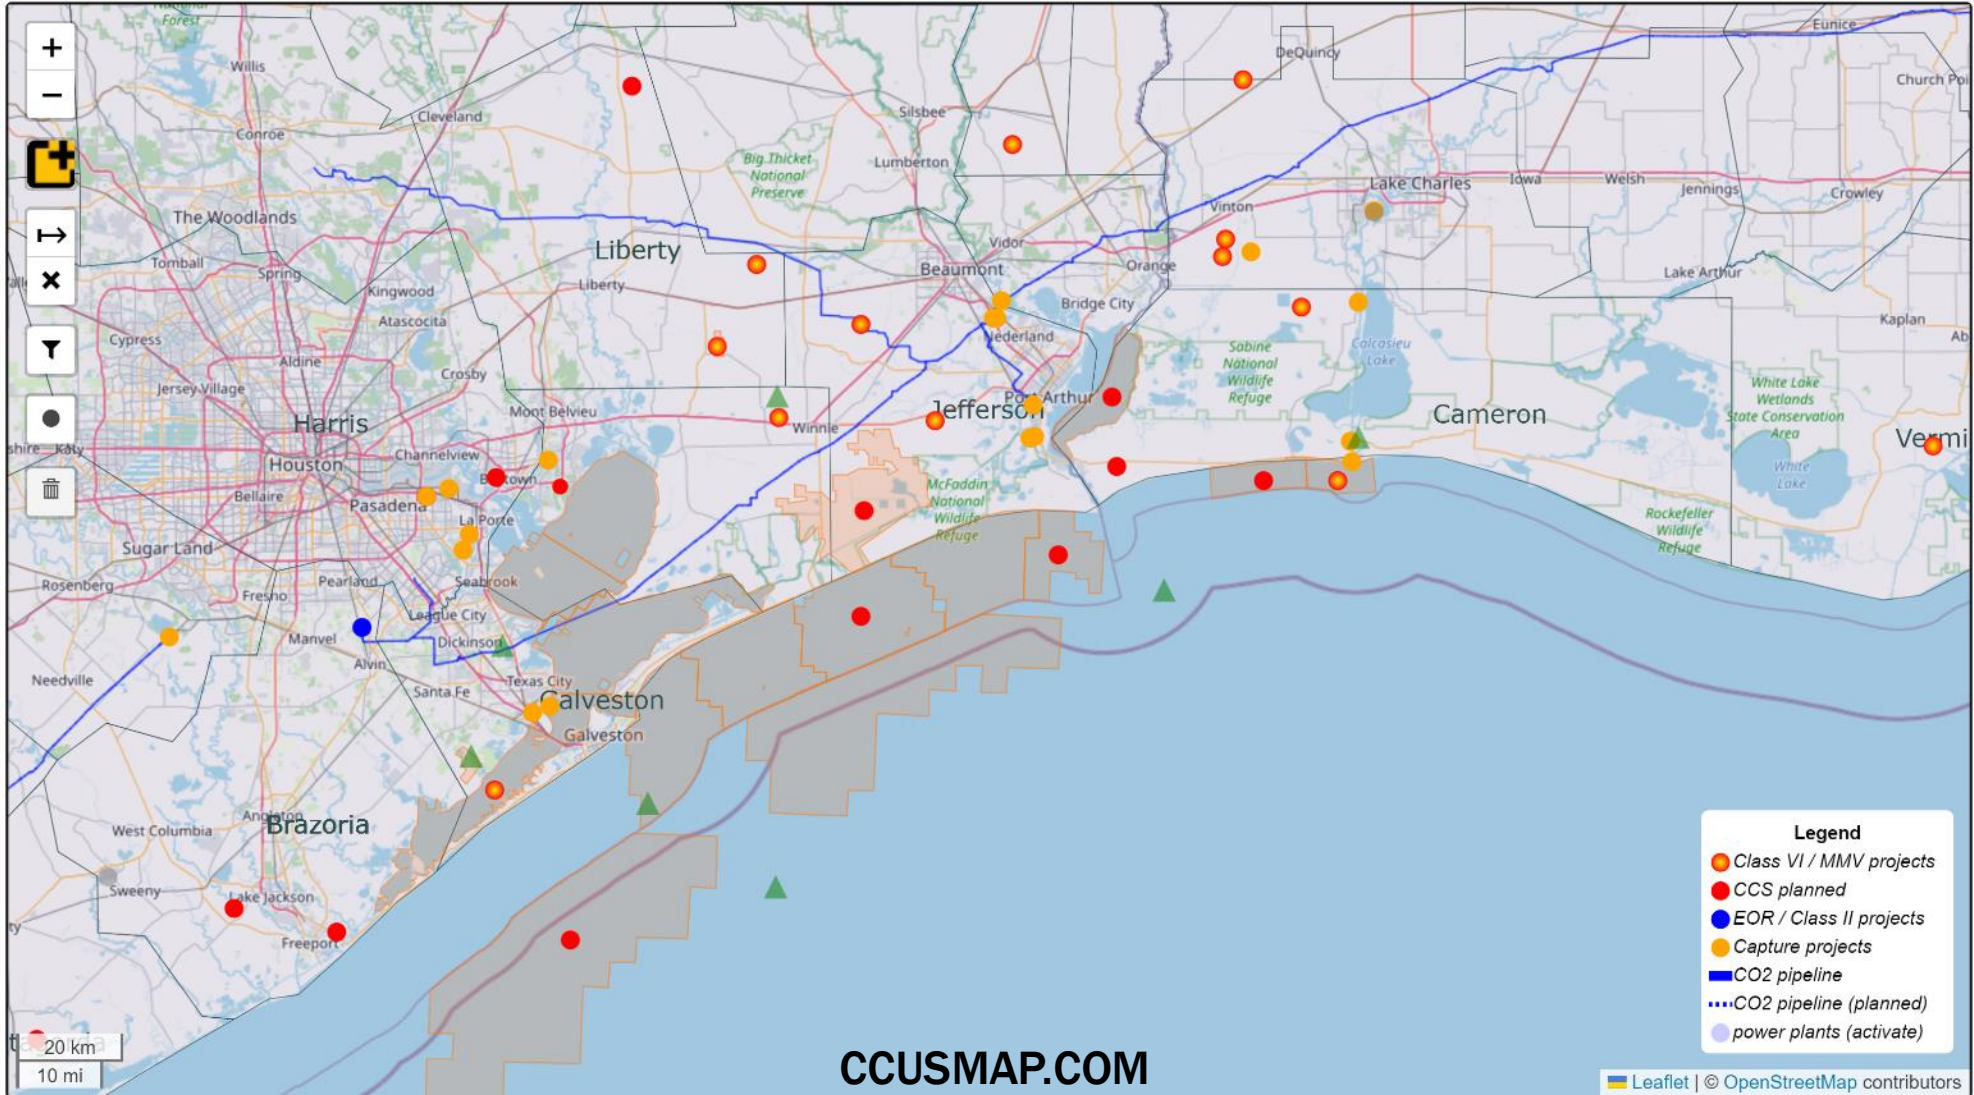 National
Forest
Willis
Conroe
Cleveland
The Woodlands
Tomball
Spring
Kingwood
Atascocita
Cypress
Aldine
Jersey Village
Crosby
Harris
Houston
Channelview
Katy
Bellaire
Pasadena
La Porte
Sugar Land
Rosenberg
Pearland
Seabrook
Fresno
League City
Manvel
Dickinson
Alvin
Needville
Santa Fe
Texas City
Galveston
Galveston
Angleton
Brazoria
West Columbia
Sweeny
Lake Jackson
Freeport
Mont Belvieu
Liberty
Liberty
Winnie
Big Thicket
National
Preserve
Silsbee
Lumberton
Vidor
Beaumont
Orange
Bridge City
Nederland
Port Arthur
Jefferson
McFaddin
National
Wildlife
Refuge
DeQuincy
Eunice
Church Poi
Lake Charles
Iowa
Welsh
Jennings
Crowley
Vinton
Lake Arthur
Kaplan
Ab
Sabine
National
Wildlife
Refuge
Calcasieu
Lake
Cameron
White Lake
Wetlands
State Conservation
Area
White
Lake
Vermi
Rockefeller
Wildlife
Refuge
Legend
Class VI / MMV projects
CCS planned
EOR / Class II projects
Capture projects
CO2 pipeline
CO2 pipeline (planned)
power plants (activate)
20 km
10 mi
CCUSMAP.COM
Leaflet | © OpenStreetMap contributors